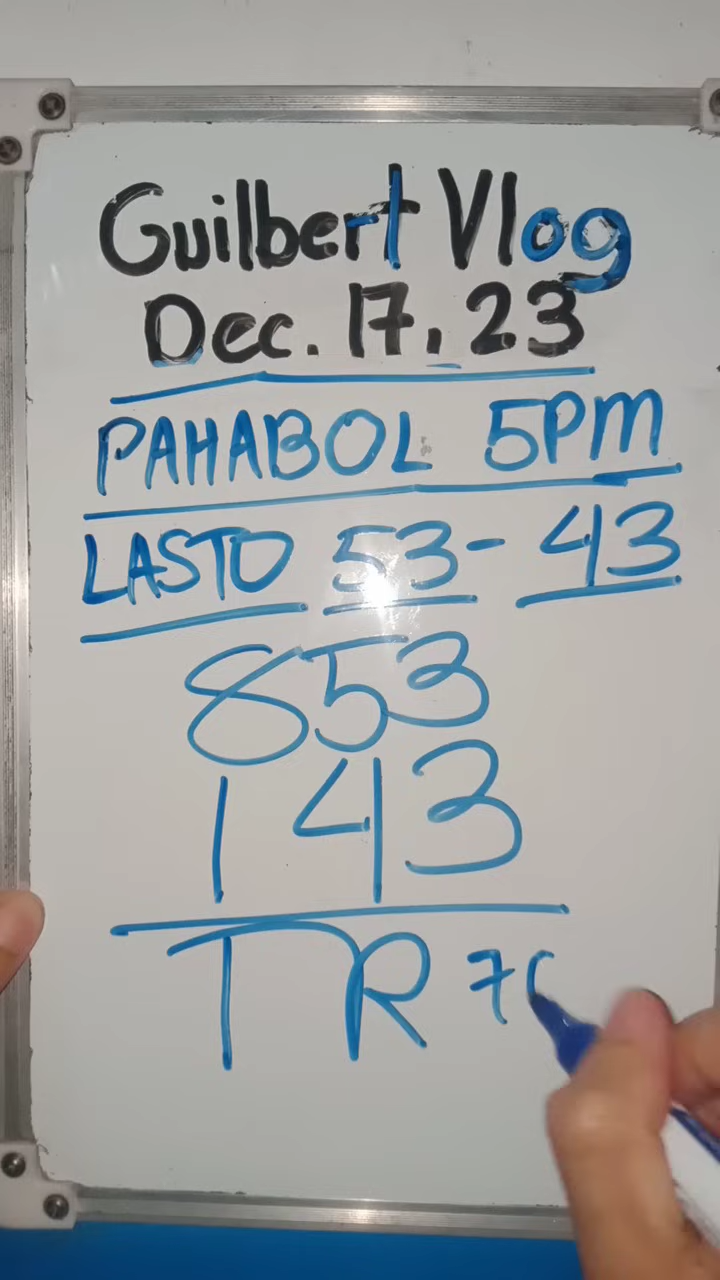 Guilbert Vlog
Dec. 17. 23
PAHABOL 5PM
LASTO 53- 43
853
143
TR